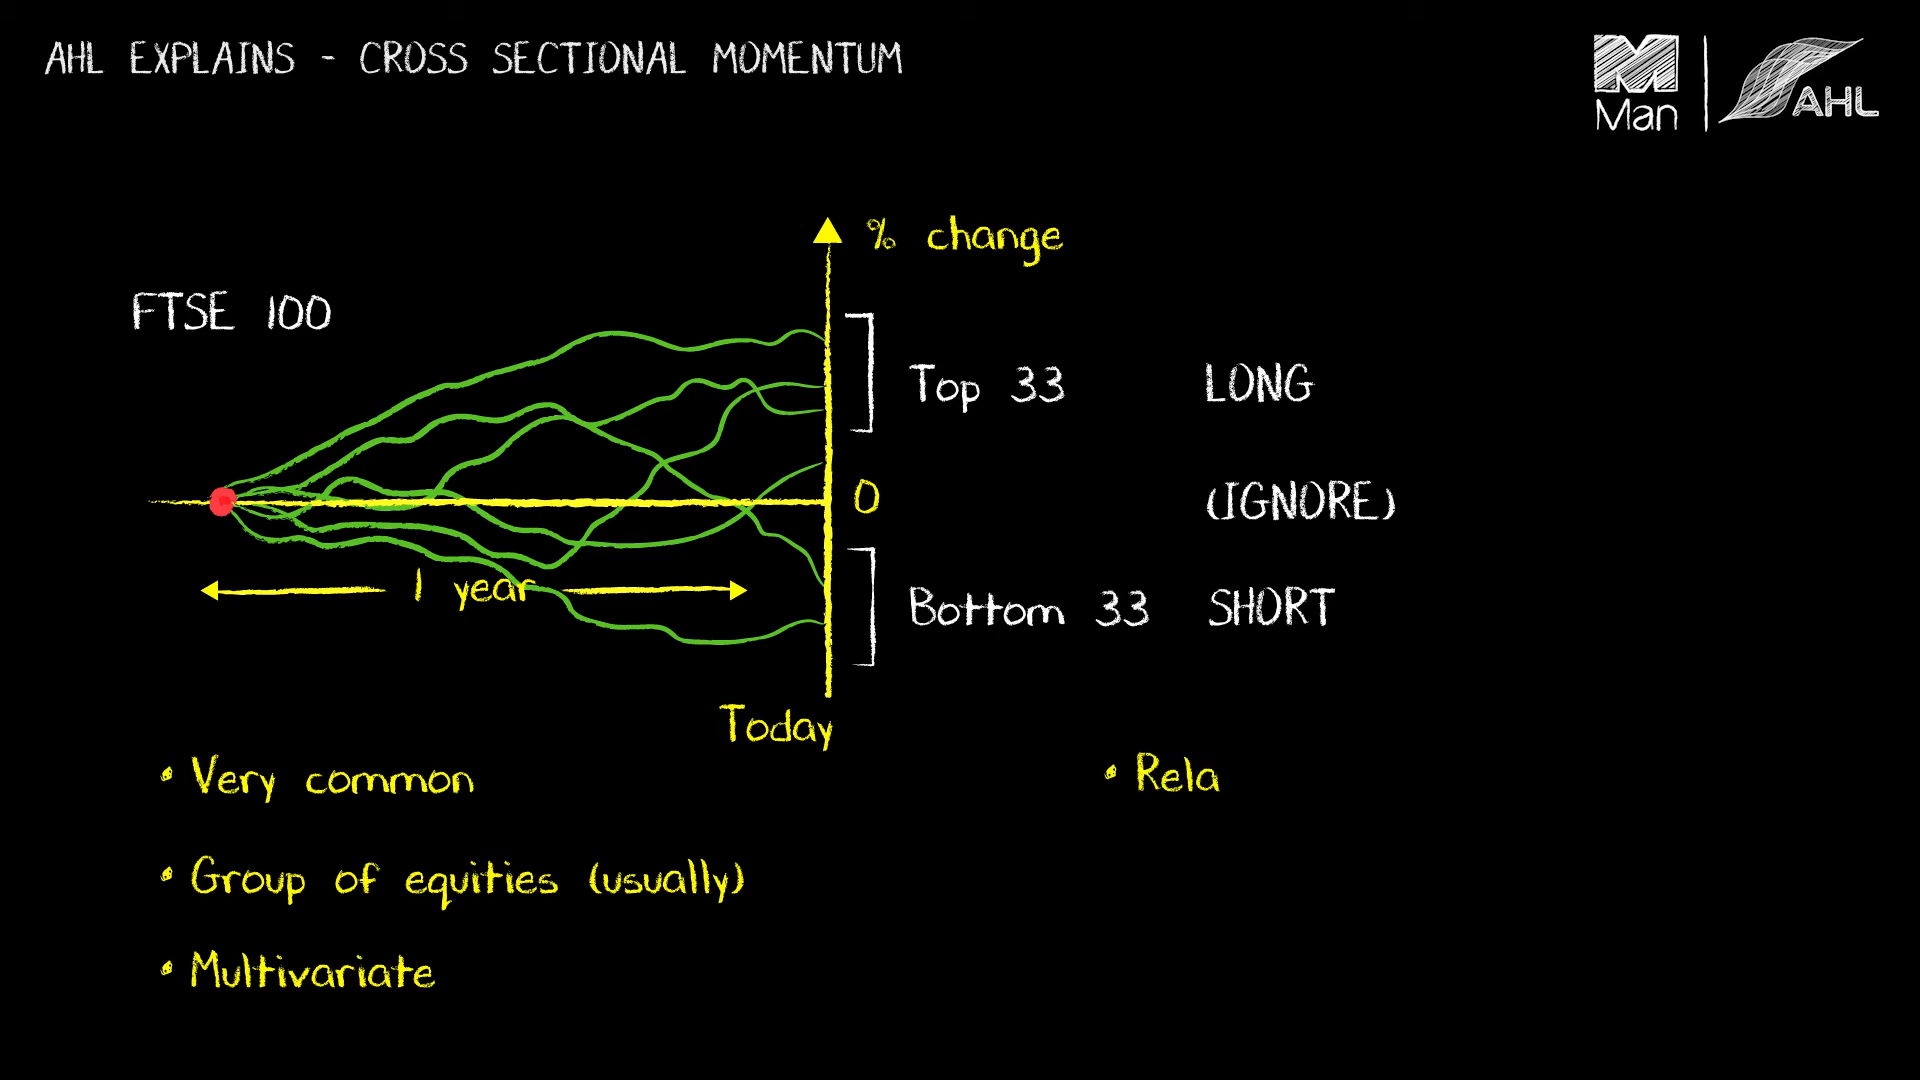 AHL EXPLAINS - CROSS SECTIONAL MOMENTUM
Man
AHL
% change
FTSE 100
Top 33 LONG
0 (IGNORE)
1 year
Bottom 33 SHORT
Today
• Very common
• Group of equities (usually)
• Multivariate
• Rela